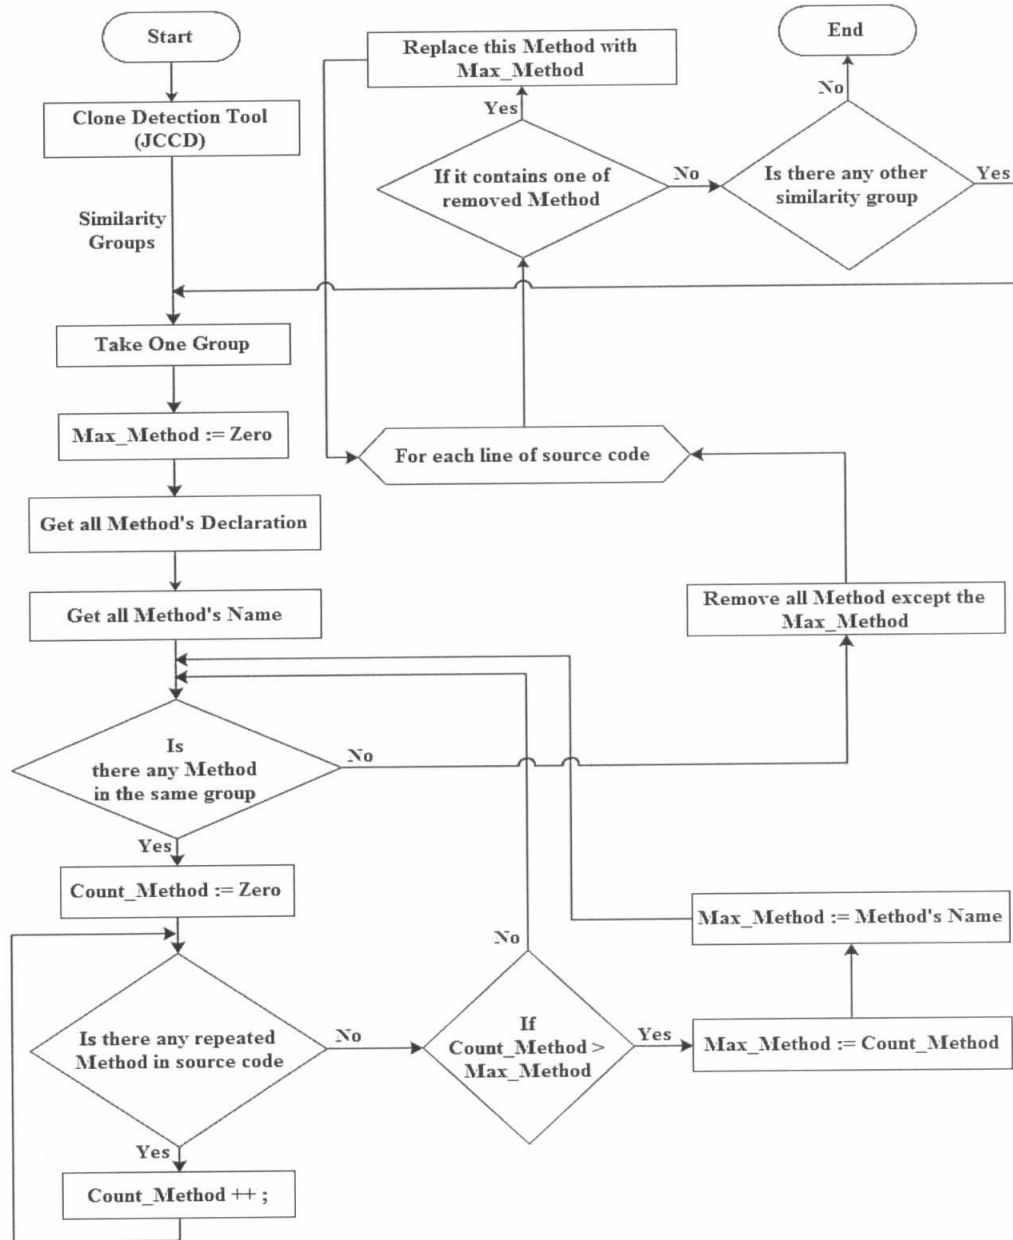 Start
Clone Detection Tool
(JCCD)
Similarity
Groups
Take One Group
Max_Method := Zero
Get all Method's Declaration
Get all Method's Name
Is
there any Method
in the same group
No
Yes
Count_Method := Zero
Is there any repeated
Method in source code
No
Yes
Count_Method ++ ;
If
Count_Method >
Max_Method
No
Yes
Max_Method := Count_Method
Max_Method := Method's Name
Remove all Method except the
Max_Method
For each line of source code
If it contains one of
removed Method
Yes
Replace this Method with
Max_Method
No
Is there any other
similarity group
Yes
No
End